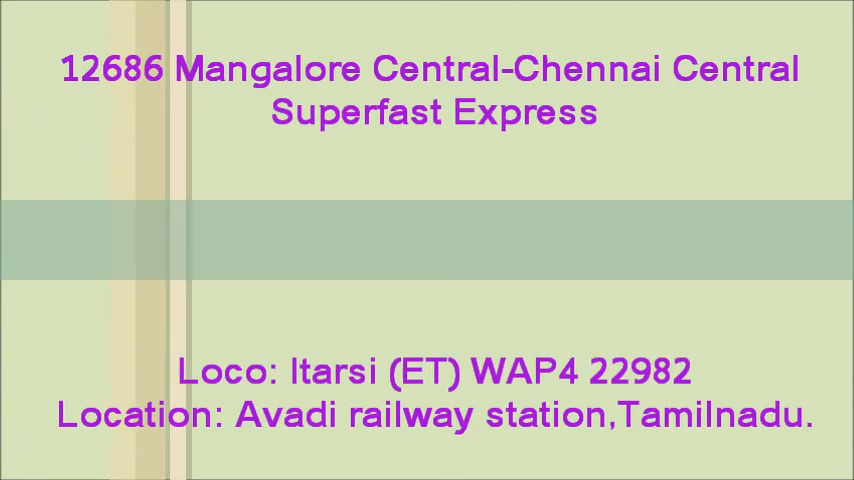 12686 Mangalore Central-Chennai Central
Superfast Express
Loco: Itarsi (ET) WAP4 22982
Location: Avadi railway station,Tamilnadu.